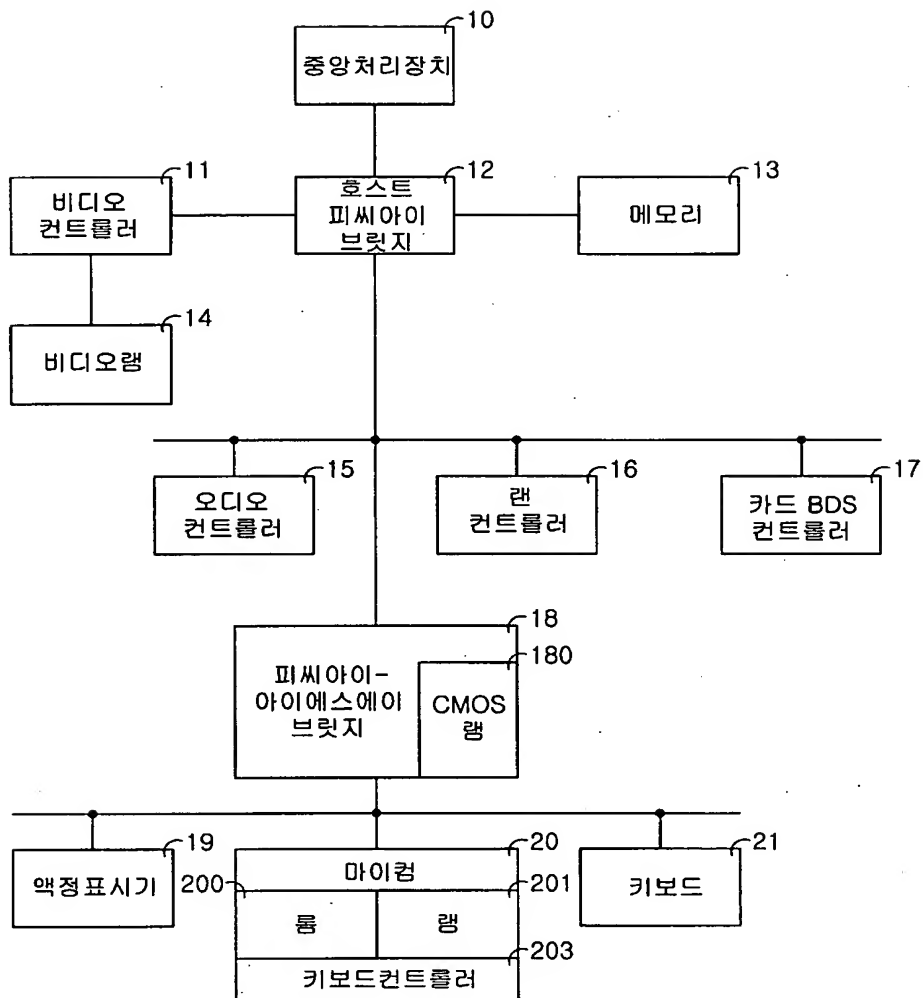 10
중앙처리장치
11
비디오
컨트롤러
12
호스트
피씨아이
브릿지
13
메모리
14
비디오램
15
오디오
컨트롤러
16
랜
컨트롤러
17
카드 BDS
컨트롤러
18
피씨아이-
아이에스에이
브릿지
180
CMOS
램
19
액정표시기
20
마이컴
200
롬
201
램
203
키보드컨트롤러
21
키보드